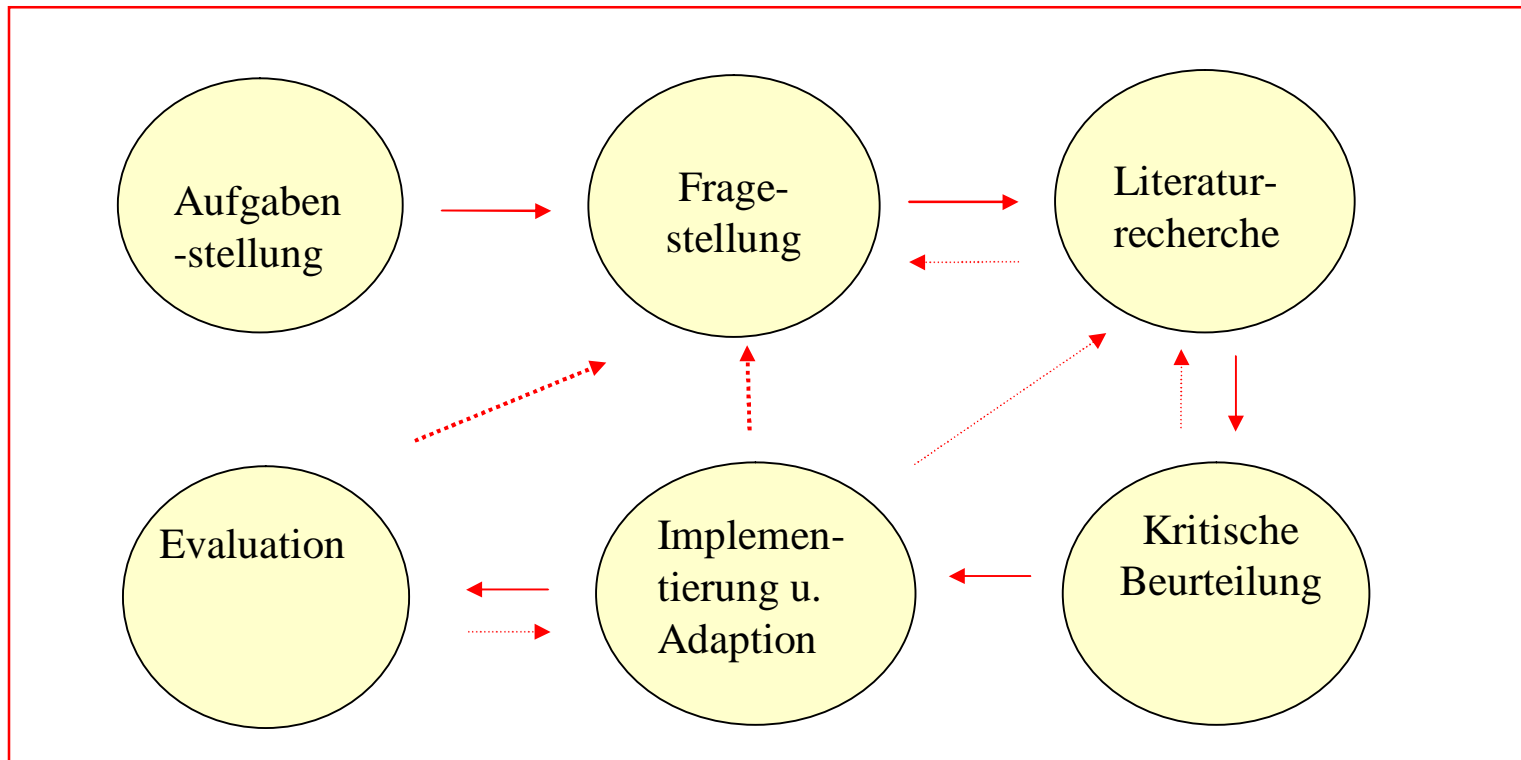 Aufgaben
-stellung
Frage-
stellung
Literatur-
recherche
Evaluation
Implemen-
tierung u.
Adaption
Kritische
Beurteilung